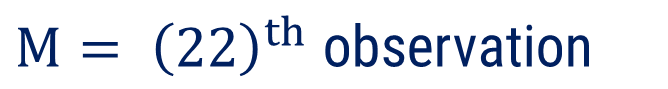 M = (22)ᵗʰ observation